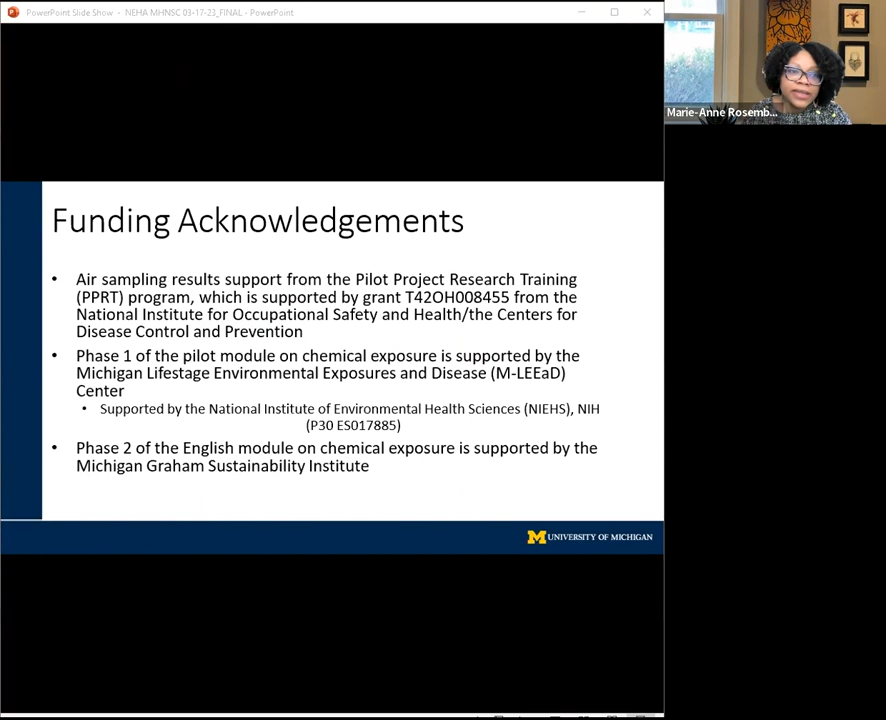 PowerPoint Slide Show - NEHA MHNSC 03-17-23_FINAL - PowerPoint
Marie-Anne Rosemb...
Funding Acknowledgements
• Air sampling results support from the Pilot Project Research Training
(PPRT) program, which is supported by grant T42OH008455 from the
National Institute for Occupational Safety and Health/the Centers for
Disease Control and Prevention
• Phase 1 of the pilot module on chemical exposure is supported by the
Michigan Lifestage Environmental Exposures and Disease (M-LEEaD)
Center
• Supported by the National Institute of Environmental Health Sciences (NIEHS), NIH
(P30 ES017885)
• Phase 2 of the English module on chemical exposure is supported by the
Michigan Graham Sustainability Institute
M UNIVERSITY OF MICHIGAN